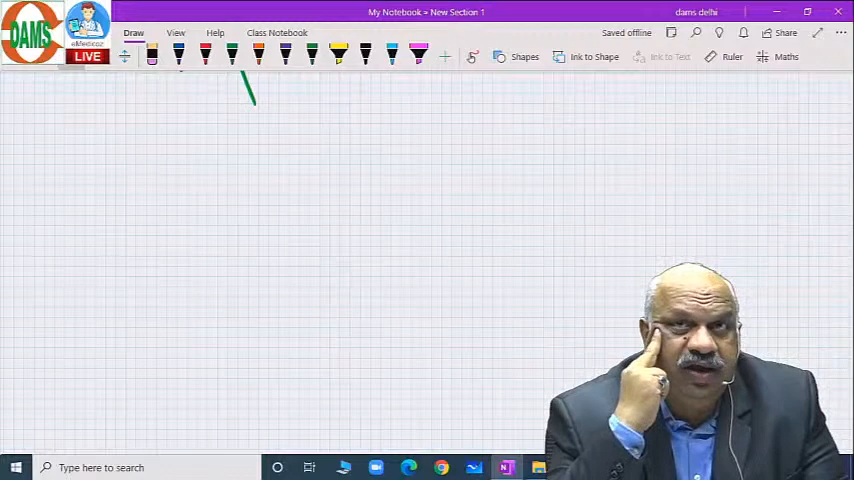 DAMS
eMedicoz
LIVE
My Notebook » New Section 1
dams delhi
Draw
View
Help
Class Notebook
Saved offline
Share
Shapes
Ink to Shape
Ink to Text
Ruler
Maths
Type here to search